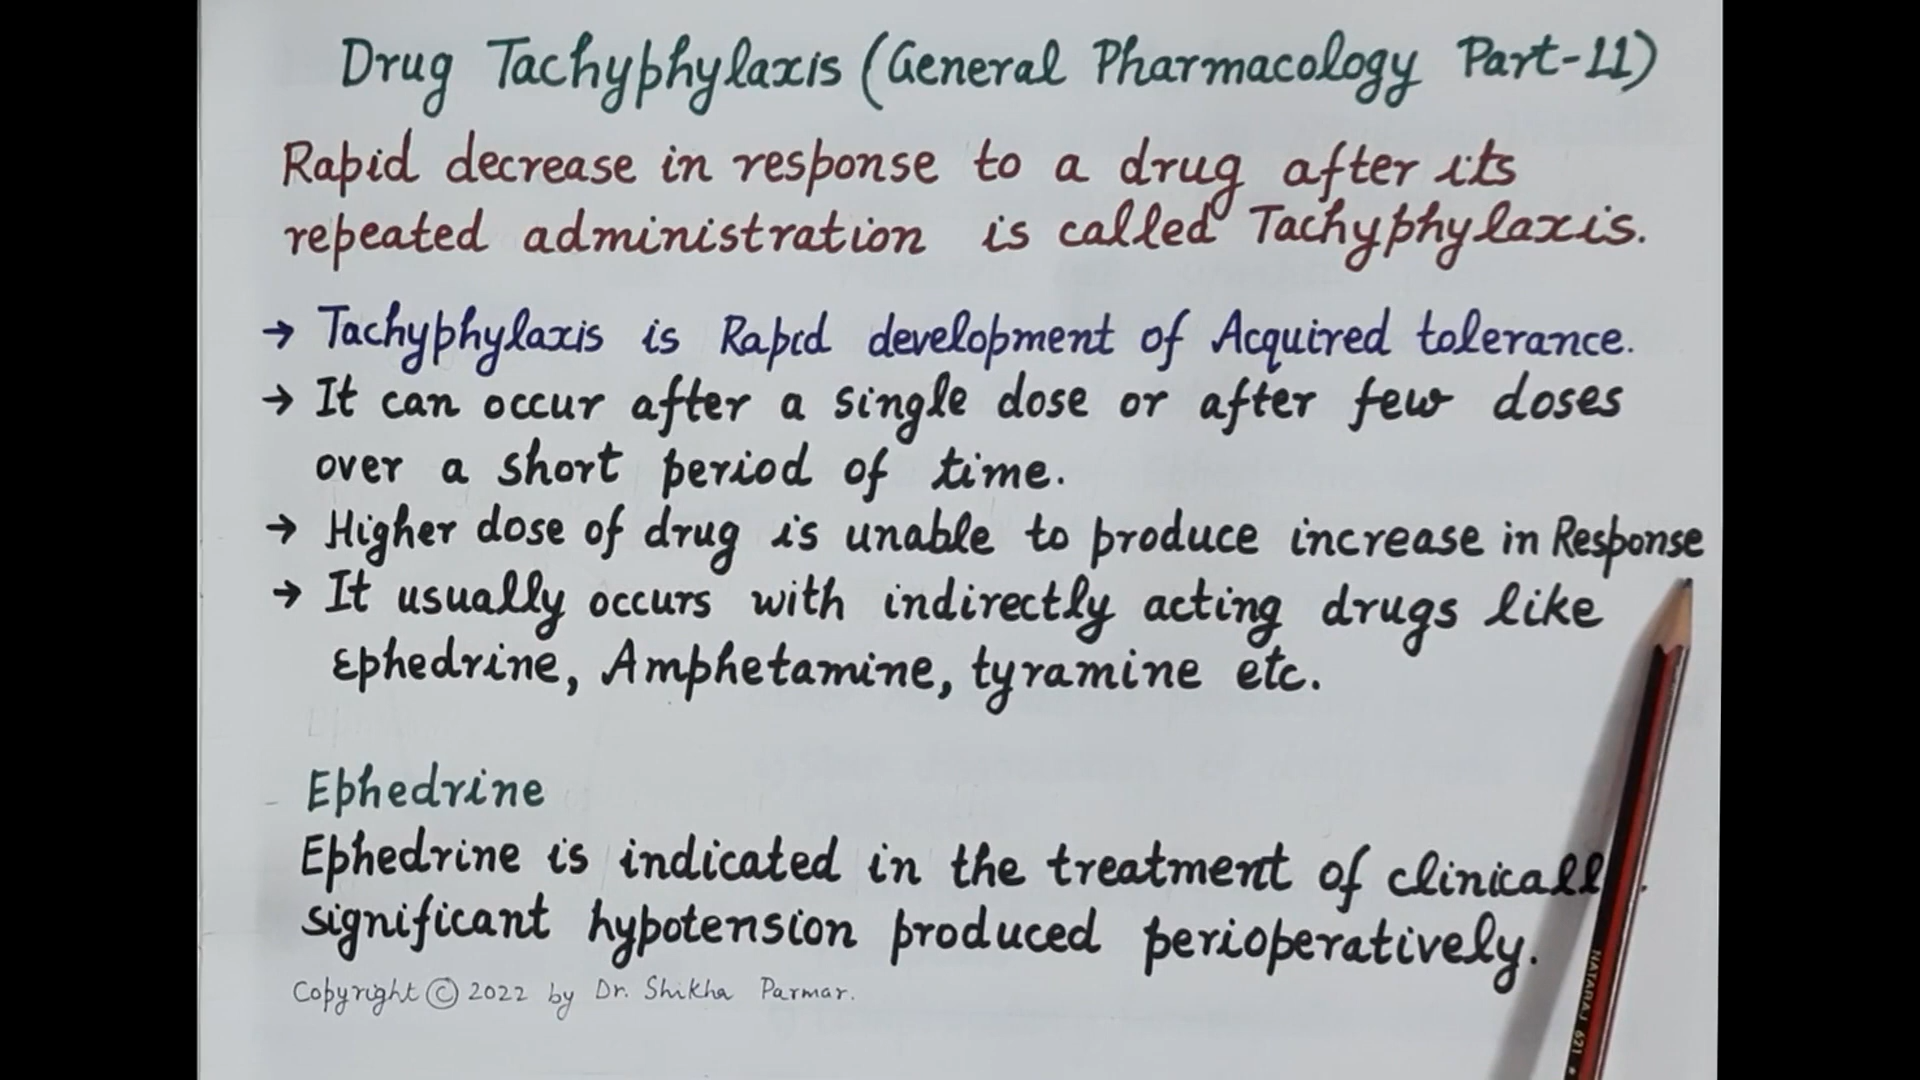 Drug Tachyphylaxis (General Pharmacology Part-11)
Rapid decrease in response to a drug after its
repeated administration is called Tachyphylaxis.
→ Tachyphylaxis is Rapid development of Acquired tolerance.
→ It can occur after a single dose or after few doses
over a short period of time.
→ Higher dose of drug is unable to produce increase in Response
→ It usually occurs with indirectly acting drugs like
Ephedrine, Amphetamine, tyramine etc.
Ephedrine
Ephedrine is indicated in the treatment of clinicall
significant hypotension produced perioperatively.
Copyright © 2022 by Dr. Shikha Parmar.
NATARAJ 621